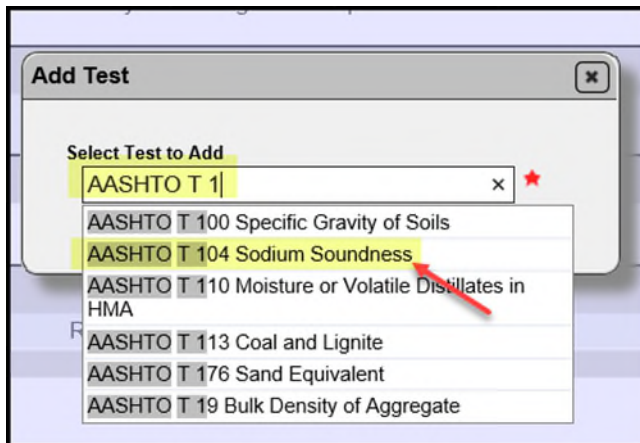 Add Test
Select Test to Add
AASHTO T 1
AASHTO T 100 Specific Gravity of Soils
AASHTO T 104 Sodium Soundness
AASHTO T 110 Moisture or Volatile Distillates in
HMA
AASHTO T 113 Coal and Lignite
AASHTO T 176 Sand Equivalent
AASHTO T 19 Bulk Density of Aggregate